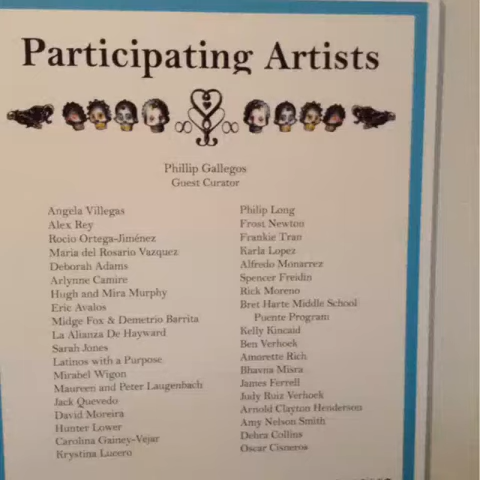 Participating Artists
Phillip Gallegos
Guest Curator
Angela Villegas
Alex Rey
Rocio Ortega-Jiménez
Maria del Rosario Vazquez
Deborah Adams
Arlynne Camire
Hugh and Mira Murphy
Eric Avalos
Midge Fox & Demetrio Barrita
La Alianza De Hayward
Sarah Jones
Latinos with a Purpose
Mirabel Wigon
Maureen and Peter Laugenbach
Jack Quevedo
David Moreira
Hunter Lower
Carolina Gainey-Vejar
Krystina Lucero
Philip Long
Frost Newton
Frankie Tran
Karla Lopez
Alfredo Monarrez
Spencer Freidin
Rick Moreno
Bret Harte Middle School
Puente Program
Kelly Kincaid
Ben Verhoek
Amorette Rich
Bhavna Misra
James Ferrell
Judy Ruiz Verhoek
Arnold Clayton Henderson
Amy Nelson Smith
Debra Collins
Oscar Cisneros